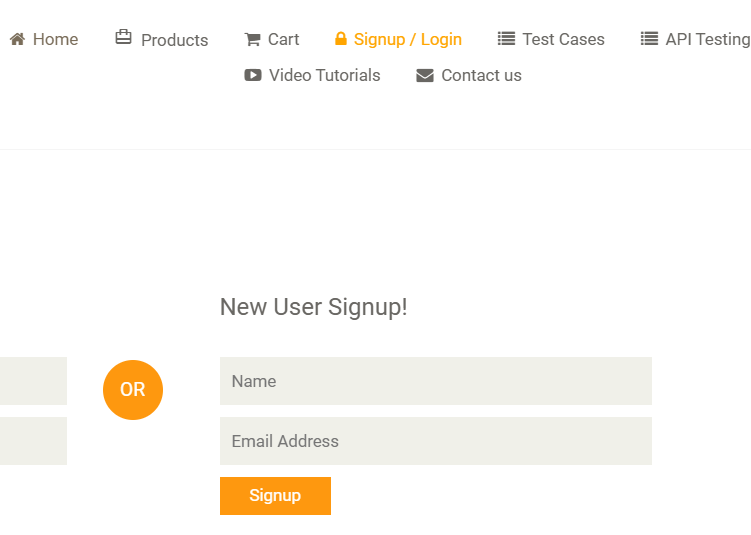 Home Products Cart Signup / Login Test Cases API Testing
Video Tutorials Contact us
New User Signup!
OR
Name
Email Address
Signup